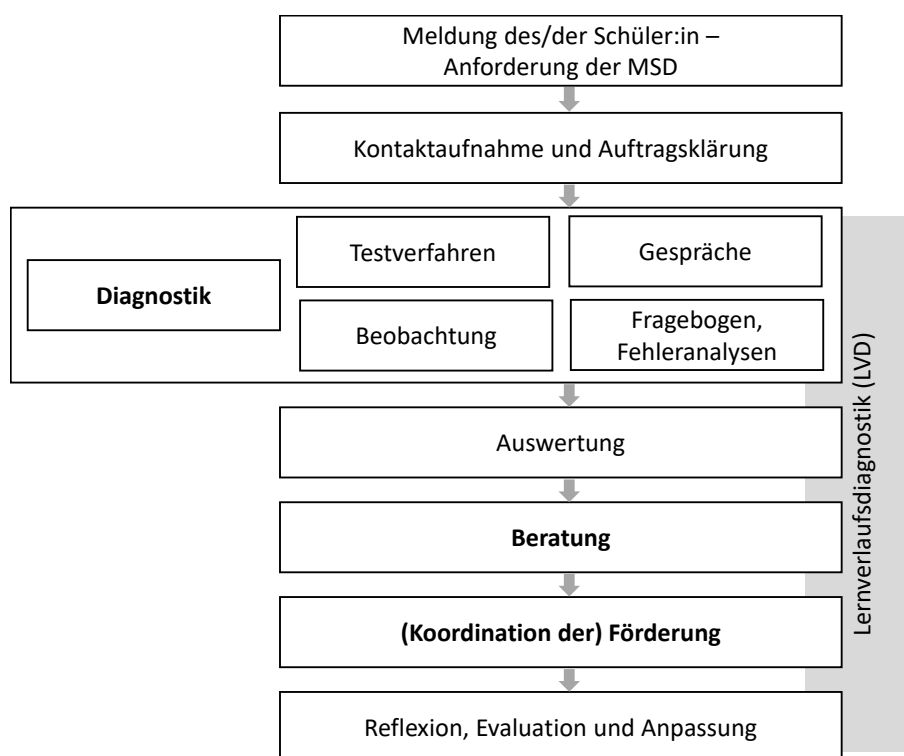 Meldung des/der Schüler:in –
Anforderung der MSD
Kontaktaufnahme und Auftragsklärung
Diagnostik
Testverfahren
Gespräche
Beobachtung
Fragebogen,
Fehleranalysen
Auswertung
Beratung
(Koordination der) Förderung
Reflexion, Evaluation und Anpassung
Lernverlaufsdiagnostik (LVD)